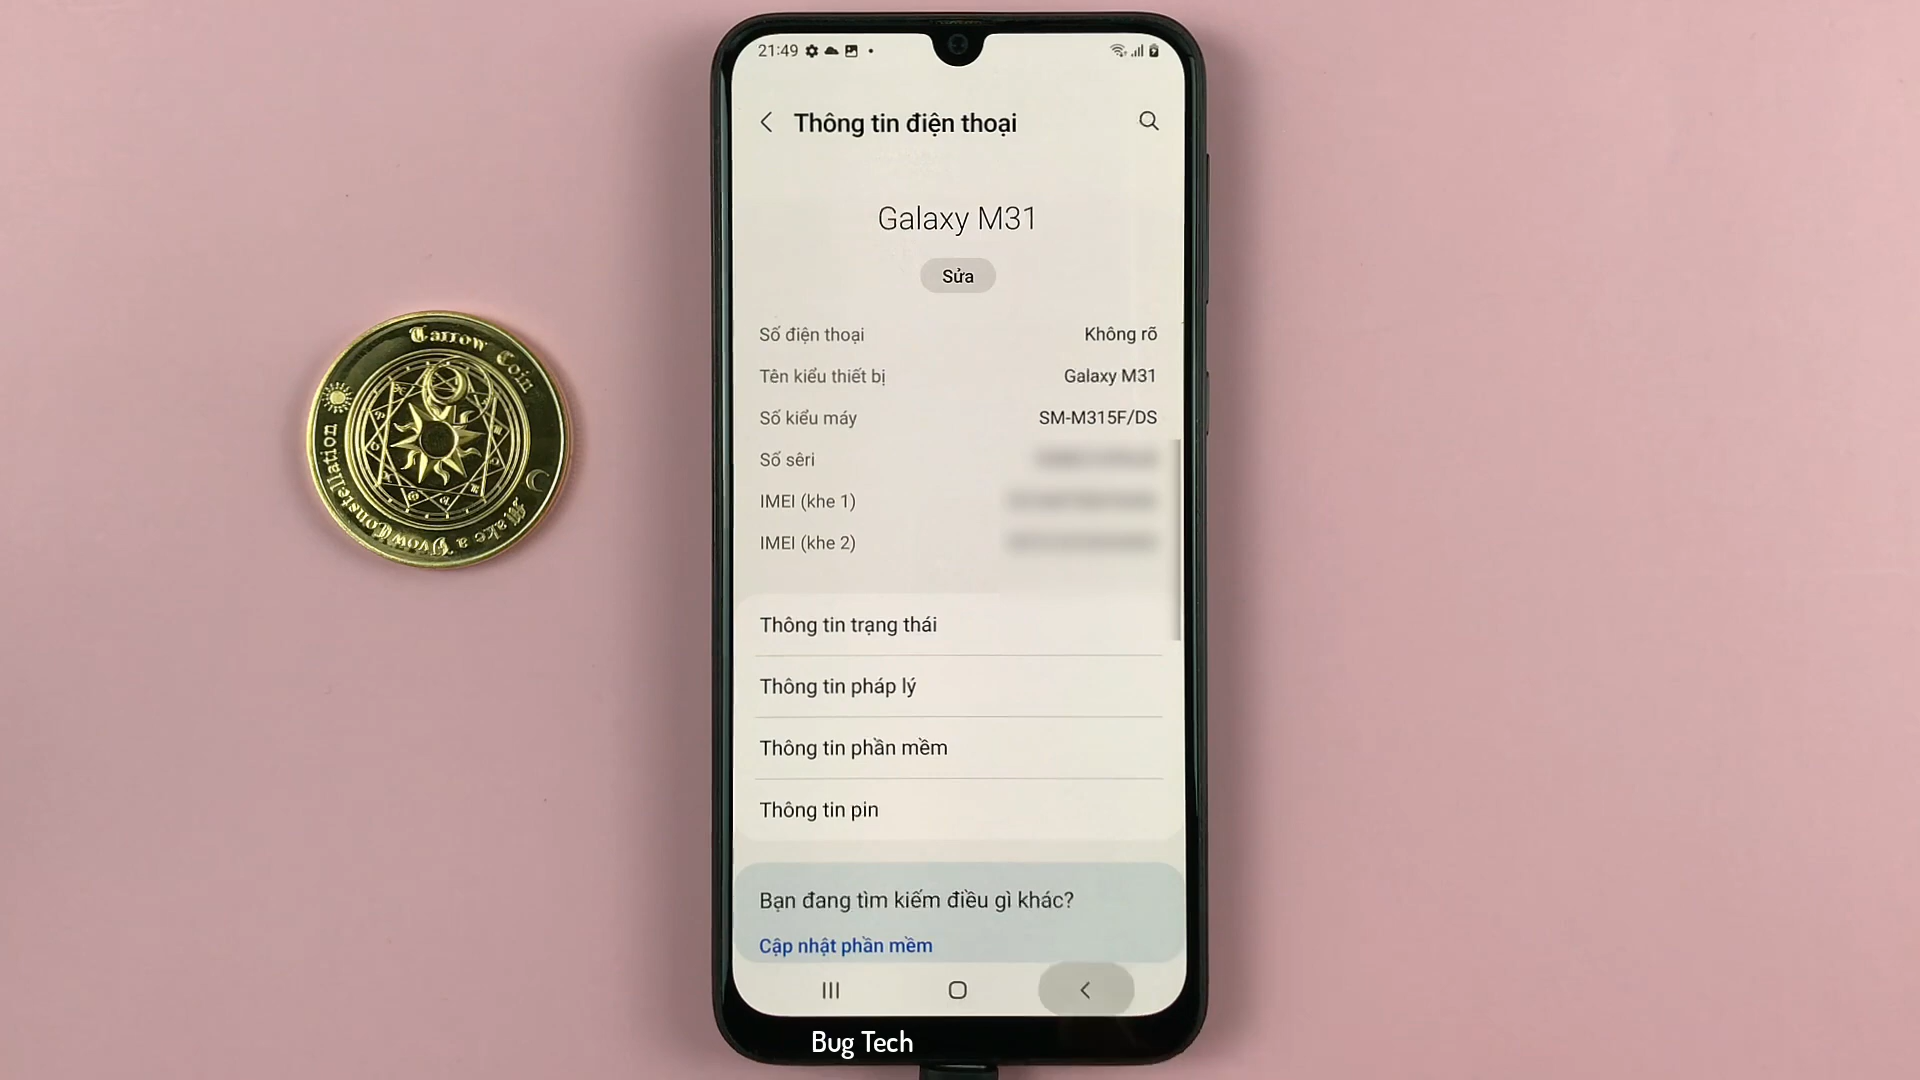 21:49
Thông tin điện thoại
Galaxy M31
Sửa
Số điện thoại Không rõ
Tên kiểu thiết bị Galaxy M31
Số kiểu máy SM-M315F/DS
Số sêri
IMEI (khe 1)
IMEI (khe 2)
Thông tin trạng thái
Thông tin pháp lý
Thông tin phần mềm
Thông tin pin
Bạn đang tìm kiếm điều gì khác?
Cập nhật phần mềm
Bug Tech
Tarrow Coin
Make a Vow Constellation